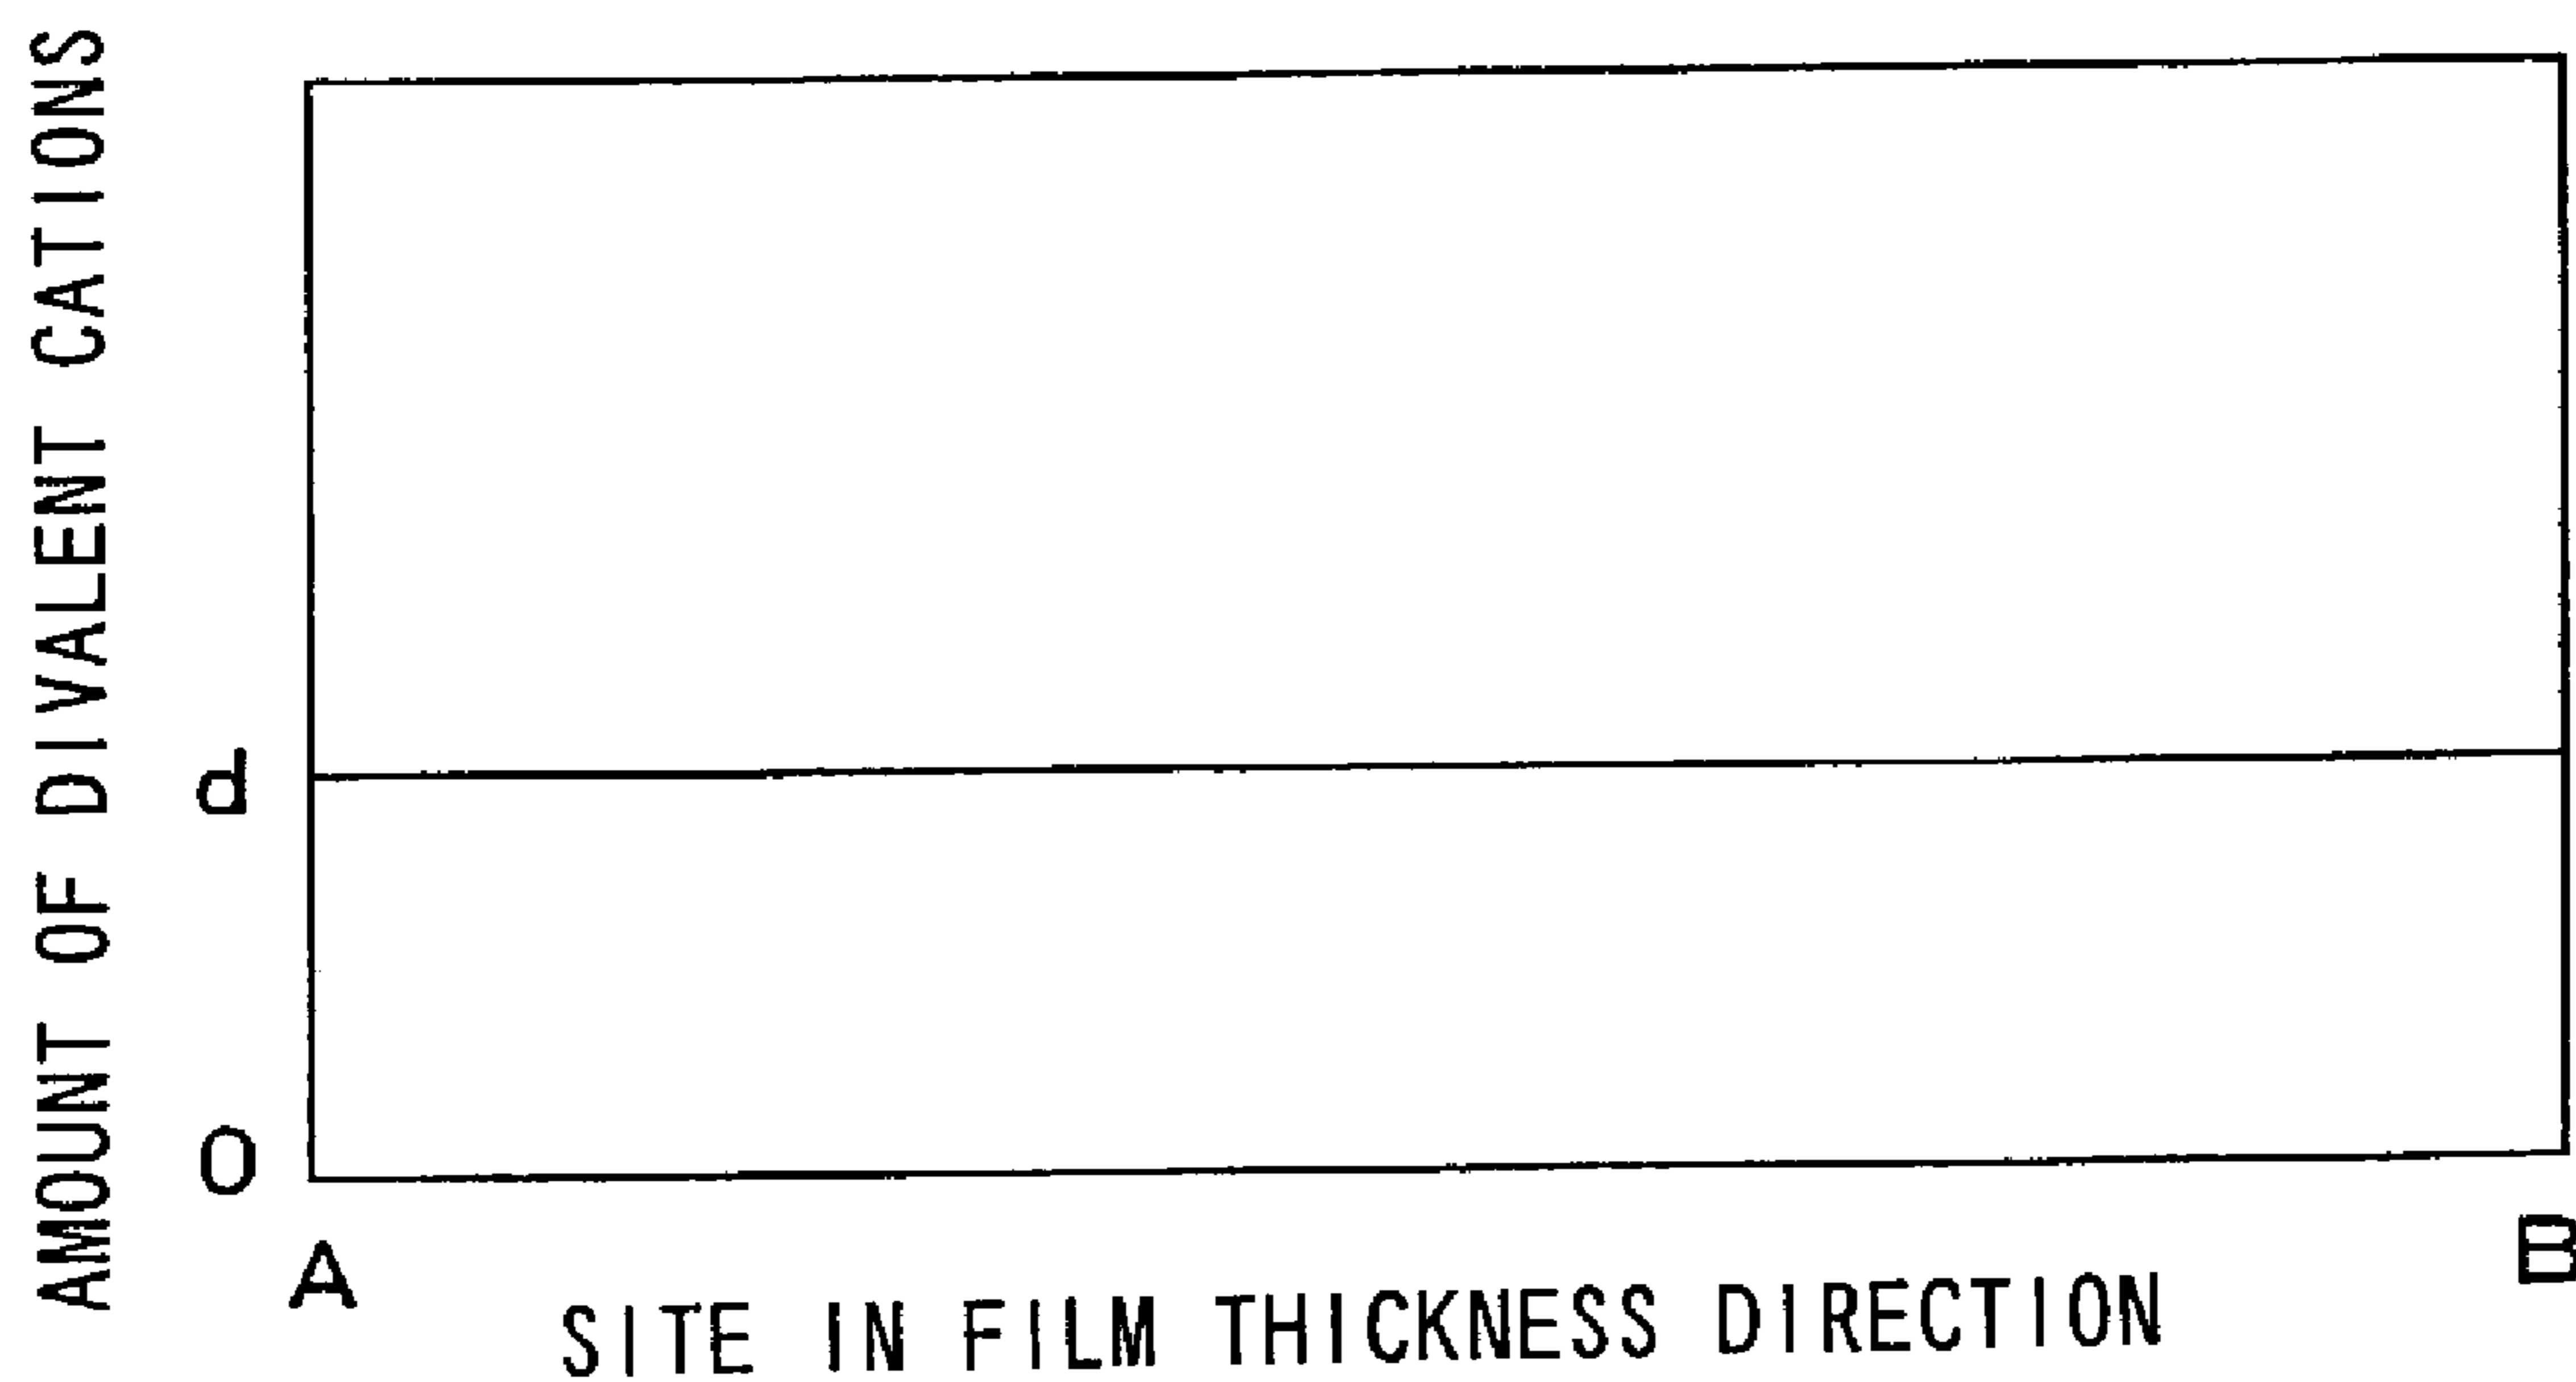 AMOUNT OF DIVALENT CATIONS
d
0
A
B
SITE IN FILM THICKNESS DIRECTION